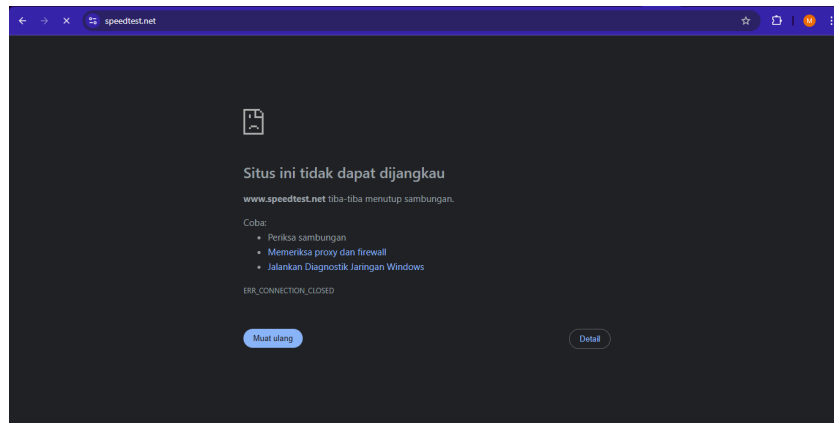 speedtest.net
M
Situs ini tidak dapat dijangkau
www.speedtest.net tiba-tiba menutup sambungan.
Coba:
Periksa sambungan
Memeriksa proxy dan firewall
Jalankan Diagnostik Jaringan Windows
ERR_CONNECTION_CLOSED
Muat ulang
Detail